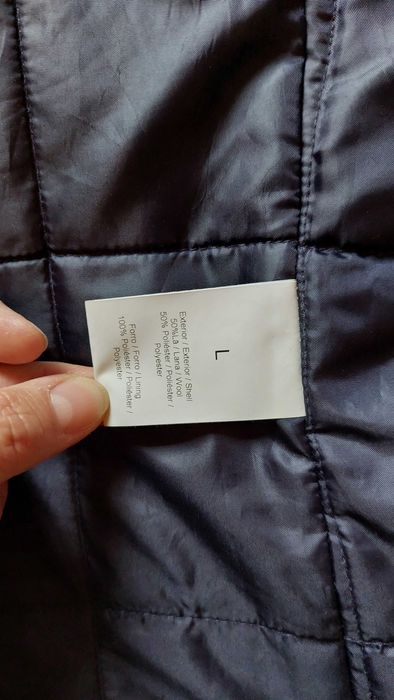 L
Exterior / Exterior / Shell
50%Lã / Lana / Wool
50% Poliéster / Poliéster /
Polyester
Forro / Forro / Lining
100% Poliéster / Poliéster /
Polyester